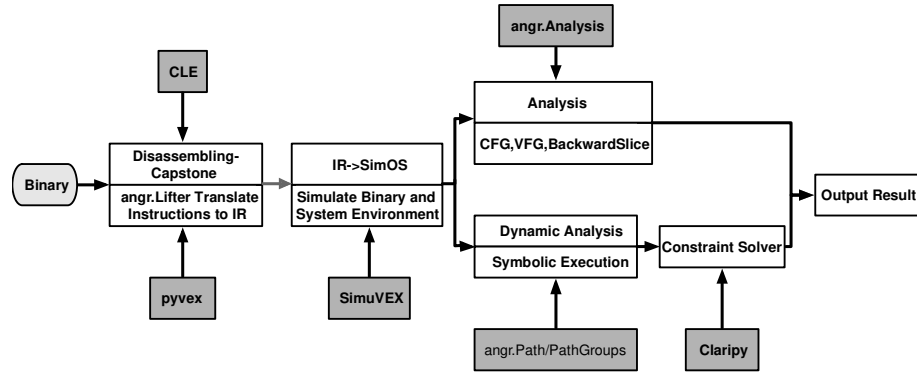 angr.Analysis
CLE
Analysis
CFG,VFG,BackwardSlice
Disassembling-
Capstone
angr.Lifter Translate
Instructions to IR
IR->SimOS
Simulate Binary and
System Environment
Binary
Output Result
Dynamic Analysis
Symbolic Execution
Constraint Solver
pyvex
SimuVEX
angr.Path/PathGroups
Claripy